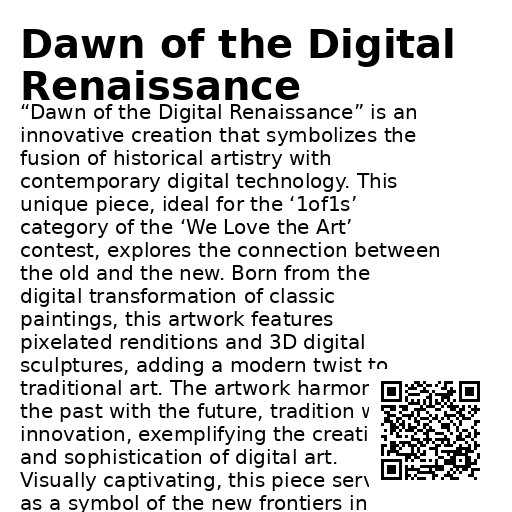 Dawn of the Digital
Renaissance
“Dawn of the Digital Renaissance” is an
innovative creation that symbolizes the
fusion of historical artistry with
contemporary digital technology. This
unique piece, ideal for the ‘1of1s’
category of the ‘We Love the Art’
contest, explores the connection between
the old and the new. Born from the
digital transformation of classic
paintings, this artwork features
pixelated renditions and 3D digital
sculptures, adding a modern twist to
traditional art. The artwork
the past with the future, tradition
innovation, exemplifying the
and sophistication of digital art.
Visually captivating, this piece
as a symbol of the new frontiers in